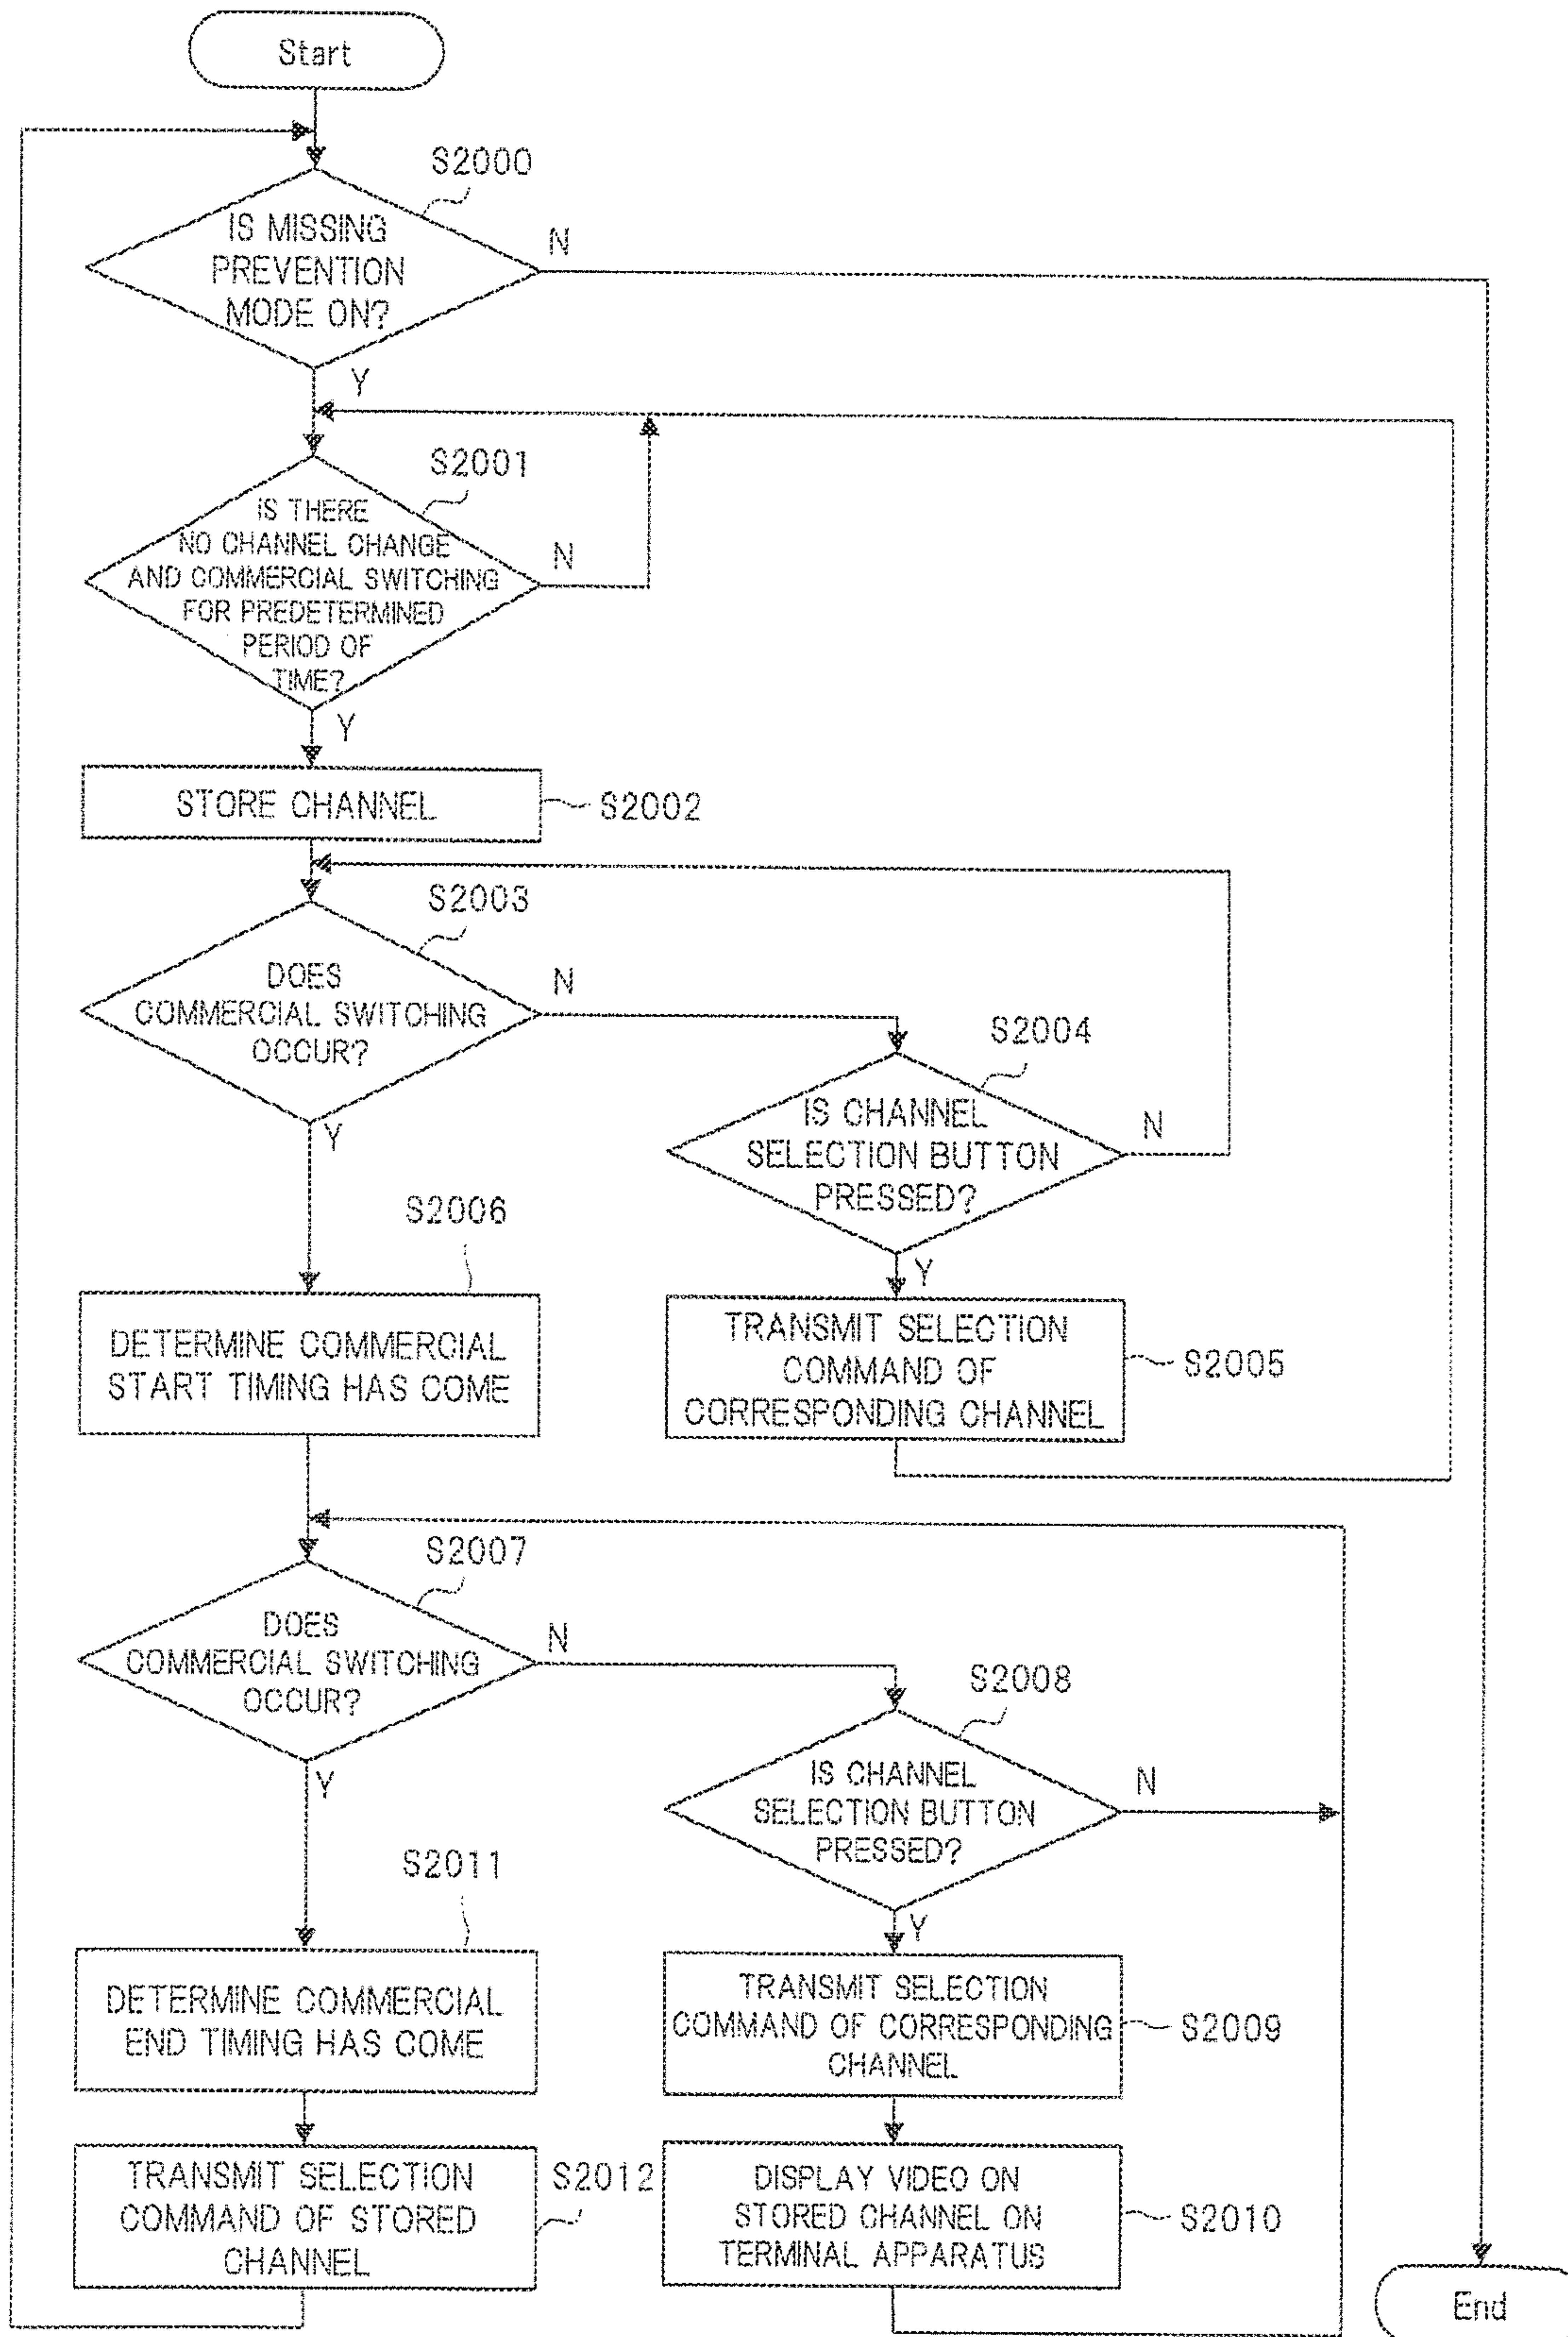 Start
S2000
IS MISSING
PREVENTION
MODE ON?
N
Y
S2001
IS THERE
NO CHANNEL CHANGE
AND COMMERCIAL SWITCHING
FOR PREDETERMINED
PERIOD OF
TIME?
N
Y
STORE CHANNEL
S2002
S2003
DOES
COMMERCIAL SWITCHING
OCCUR?
N
Y
S2004
IS CHANNEL
SELECTION BUTTON
PRESSED?
N
Y
S2006
DETERMINE COMMERCIAL
START TIMING HAS COME
TRANSMIT SELECTION
COMMAND OF
CORRESPONDING CHANNEL
S2005
S2007
DOES
COMMERCIAL SWITCHING
OCCUR?
N
Y
S2008
IS CHANNEL
SELECTION BUTTON
PRESSED?
N
Y
S2011
DETERMINE COMMERCIAL
END TIMING HAS COME
TRANSMIT SELECTION
COMMAND OF CORRESPONDING
CHANNEL
S2009
TRANSMIT SELECTION
COMMAND OF STORED
CHANNEL
S2012
DISPLAY VIDEO ON
STORED CHANNEL ON
TERMINAL APPARATUS
S2010
End